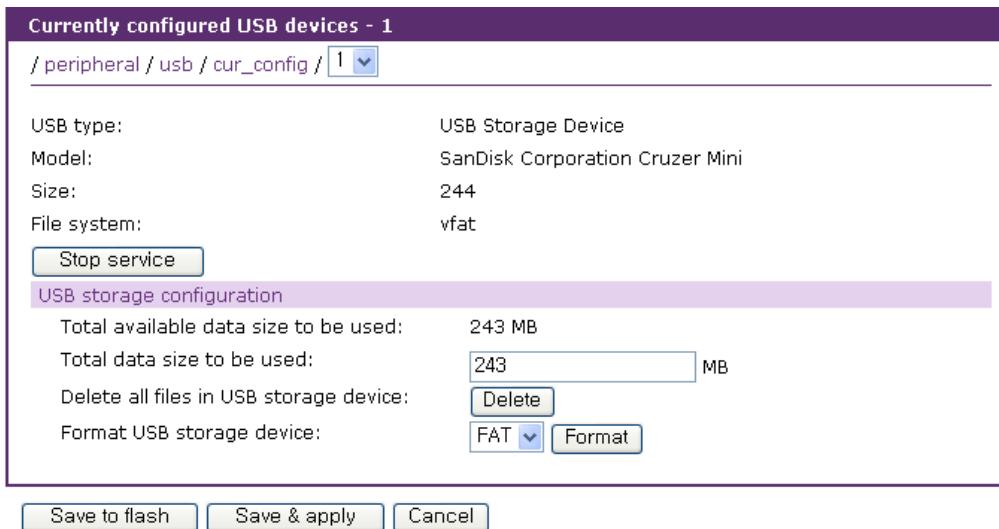 Currently configured USB devices - 1
/ peripheral / usb / cur_config / 1
USB type: USB Storage Device
Model: SanDisk Corporation Cruzer Mini
Size: 244
File system: vfat
Stop service
USB storage configuration
Total available data size to be used: 243 MB
Total data size to be used: 243 MB
Delete all files in USB storage device: Delete
Format USB storage device: FAT Format
Save to flash Save & apply Cancel